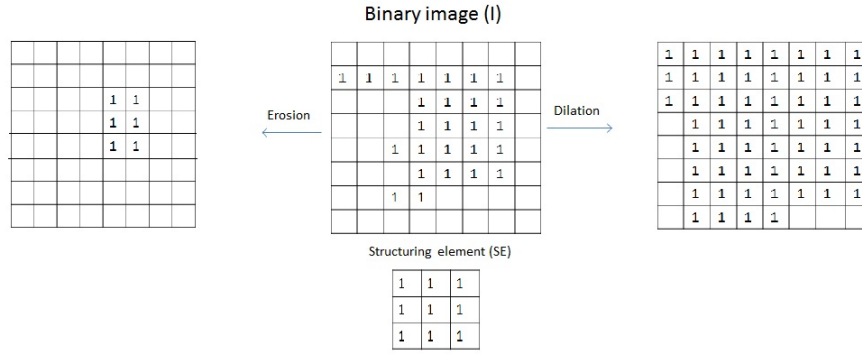 Binary image (I)
1 1
1 1
1 1
Erosion
1 1 1 1 1 1 1
1 1 1 1
1 1 1 1
1 1 1 1 1
1 1 1 1
1 1
Dilation
1 1 1 1 1 1 1 1
1 1 1 1 1 1 1 1
1 1 1 1 1 1 1 1
1 1 1 1 1 1 1
1 1 1 1 1 1 1
1 1 1 1 1 1 1
1 1 1 1 1 1 1
1 1 1 1
Structuring element (SE)
1 1 1
1 1 1
1 1 1